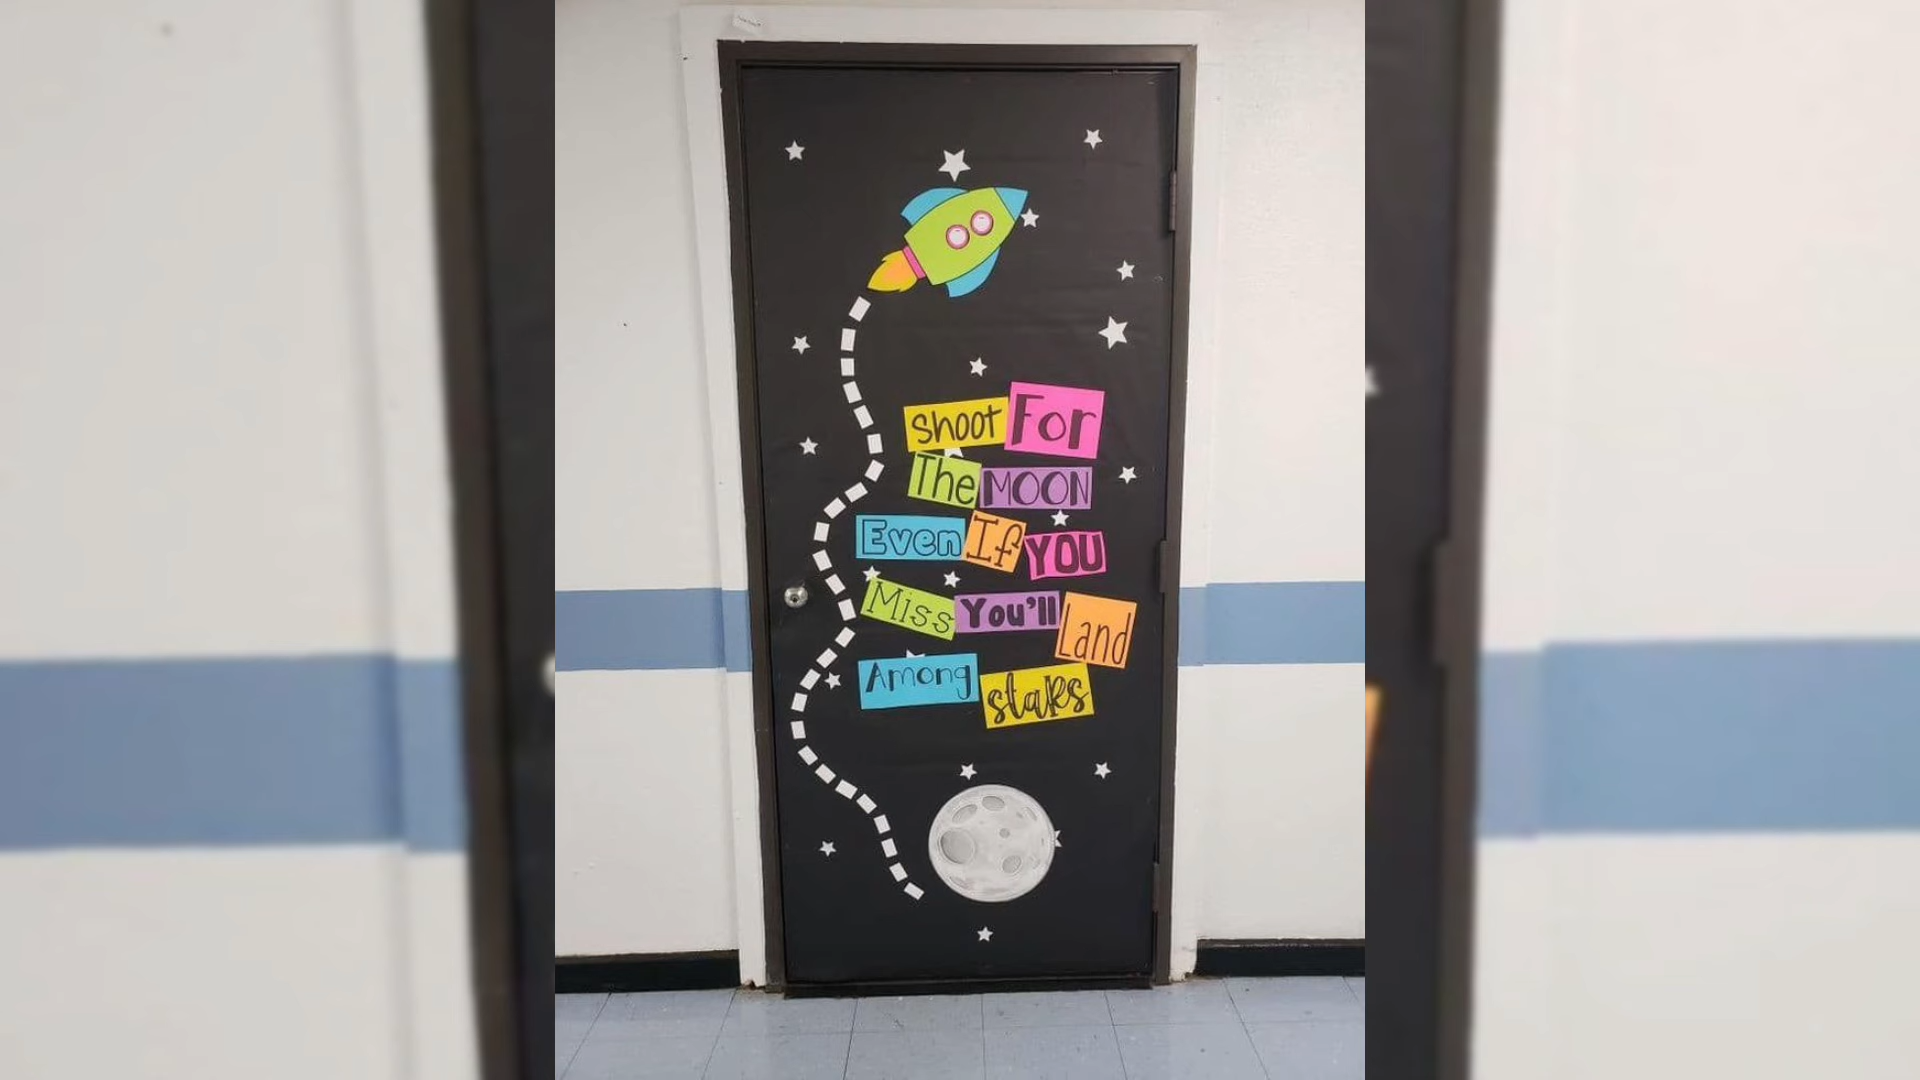 Shoot For
The MOON
Even If YOU
Miss You'll Land
Among staRs